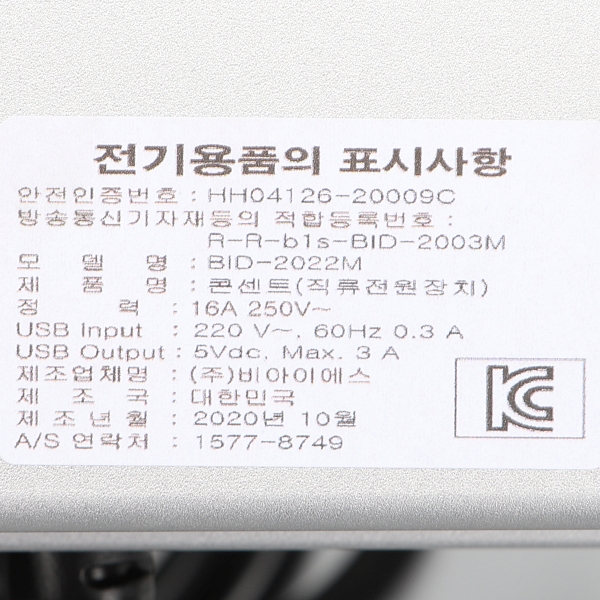 전기용품의 표시사항
안전인증번호 : HH04126-20009C
방송통신기자재등의 적합등록번호 :
R-R-b1s-BID-2003M
모 델 명 : BID-2022M
제 품 명 : 콘센트(직류전원장치)
정 력 : 16A 250V~
USB Input : 220 V~, 60Hz 0.3 A
USB Output : 5Vdc, Max. 3 A
제조업체명 : (주)비아이에스
제 조 국 : 대한민국
제 조 년 월 : 2020년 10월
A/S 연락처 : 1577-8749
KC